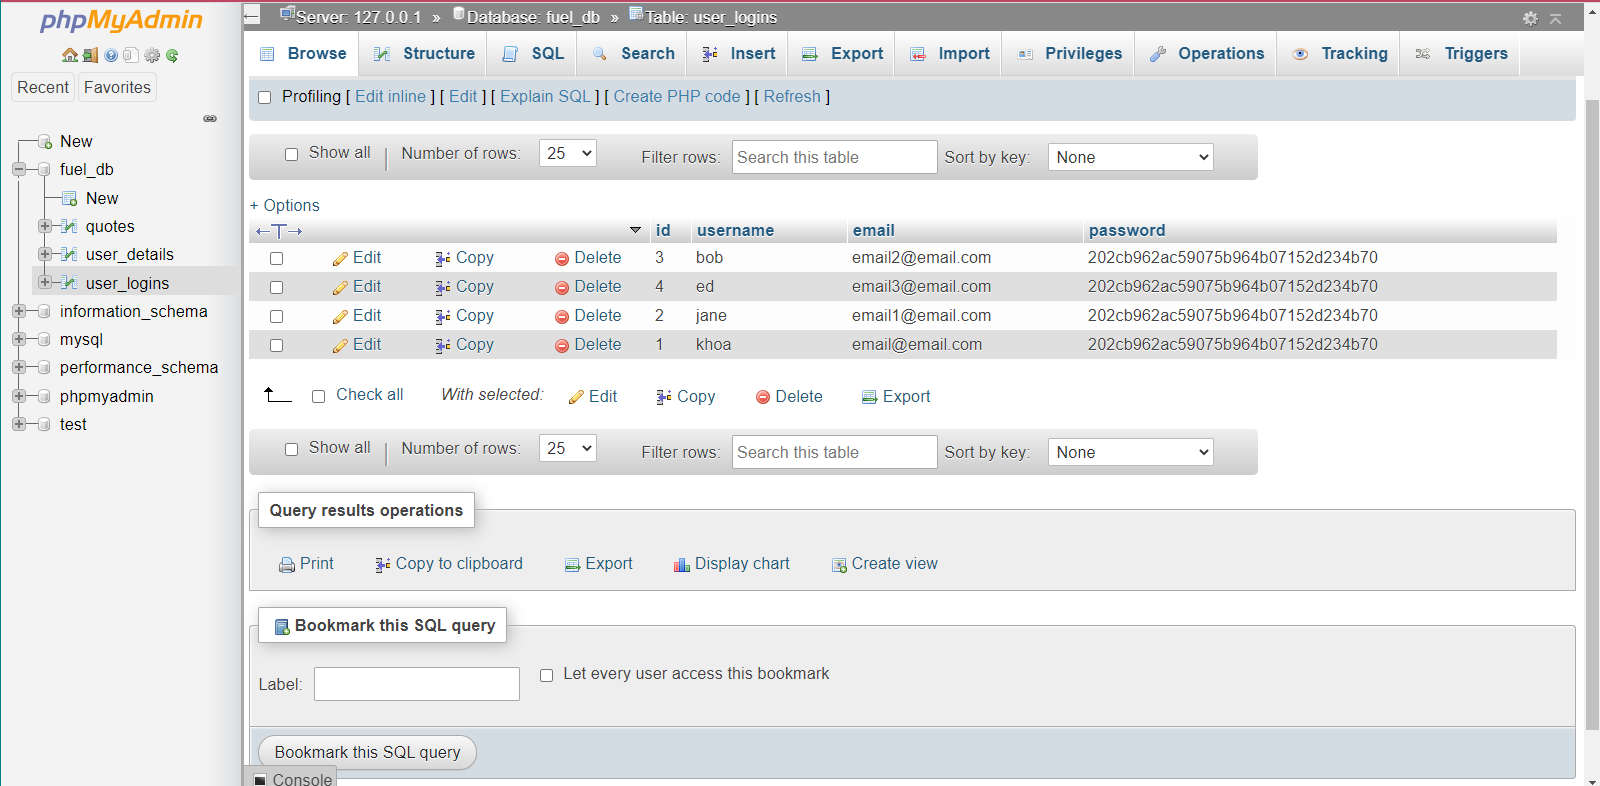 phpMyAdmin
Recent Favorites
New
fuel_db
New
quotes
user_details
user_logins
information_schema
mysql
performance_schema
phpmyadmin
test
Server: 127.0.0.1 » Database: fuel_db » Table: user_logins
Browse Structure SQL Search Insert Export Import Privileges Operations Tracking Triggers
Profiling [ Edit inline ] [ Edit ] [ Explain SQL ] [ Create PHP code ] [ Refresh ]
Show all | Number of rows: 25 Filter rows: Search this table Sort by key: None
+ Options
←T→ id username email password
Edit Copy Delete 3 bob email2@email.com 202cb962ac59075b964b07152d234b70
Edit Copy Delete 4 ed email3@email.com 202cb962ac59075b964b07152d234b70
Edit Copy Delete 2 jane email1@email.com 202cb962ac59075b964b07152d234b70
Edit Copy Delete 1 khoa email@email.com 202cb962ac59075b964b07152d234b70
Check all With selected: Edit Copy Delete Export
Show all | Number of rows: 25 Filter rows: Search this table Sort by key: None
Query results operations
Print Copy to clipboard Export Display chart Create view
Bookmark this SQL query
Label: Let every user access this bookmark
Bookmark this SQL query
Console